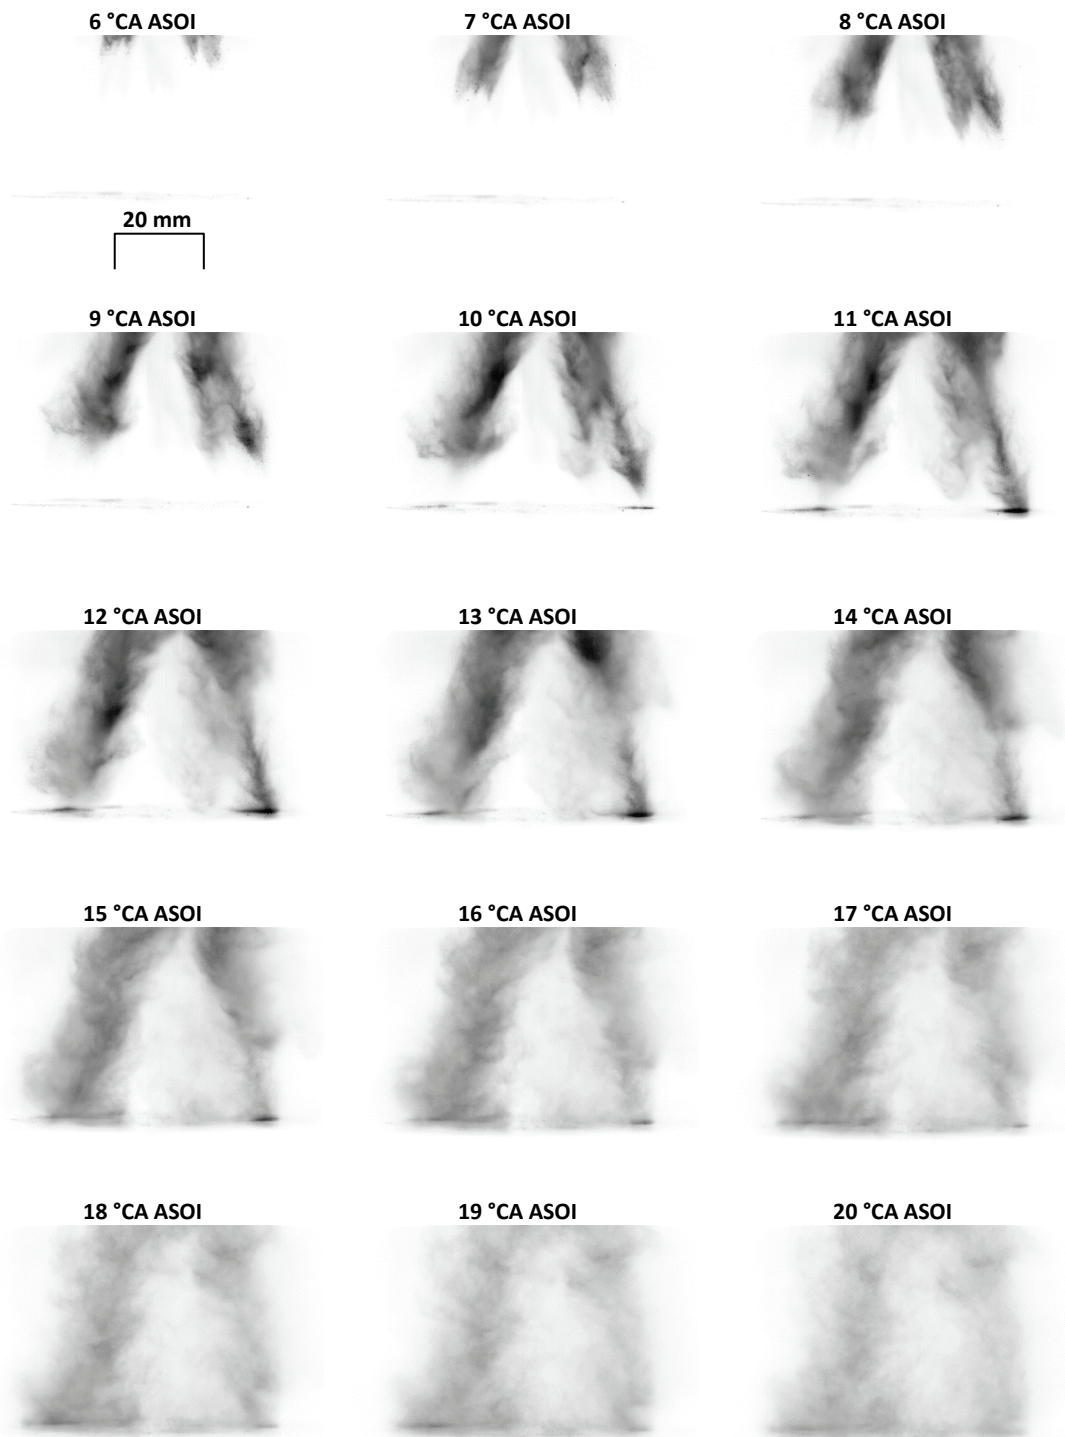 6 °CA ASOI
7 °CA ASOI
8 °CA ASOI
20 mm
9 °CA ASOI
10 °CA ASOI
11 °CA ASOI
12 °CA ASOI
13 °CA ASOI
14 °CA ASOI
15 °CA ASOI
16 °CA ASOI
17 °CA ASOI
18 °CA ASOI
19 °CA ASOI
20 °CA ASOI